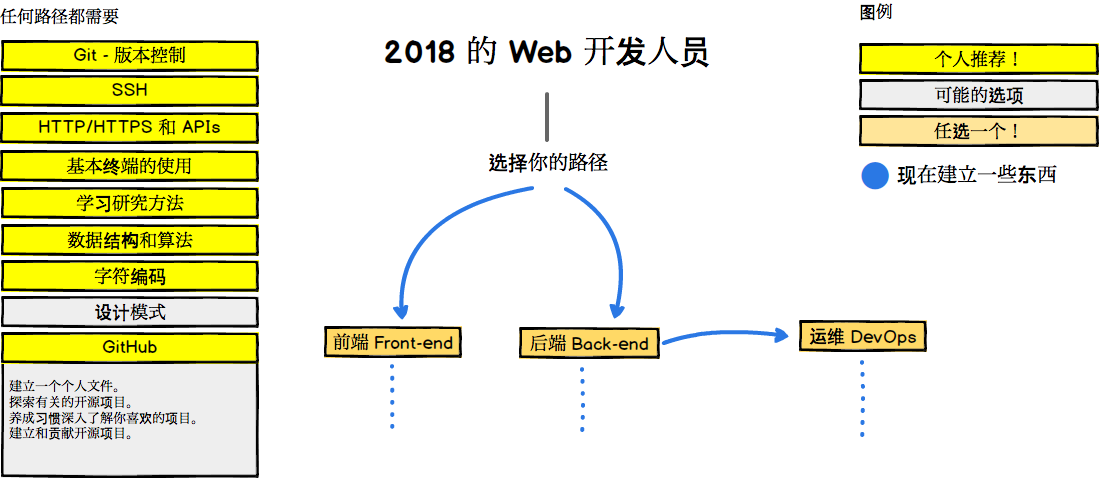 任何路径都需要
Git - 版本控制
SSH
HTTP/HTTPS 和 APIs
基本终端的使用
学习研究方法
数据结构和算法
字符编码
设计模式
GitHub
建立一个个人文件。
探索有关的开源项目。
养成习惯深入了解你喜欢的项目。
建立和贡献开源项目。
2018 的 Web 开发人员
选择你的路径
前端 Front-end
后端 Back-end
运维 DevOps
图例
个人推荐！
可能的选项
任选一个！
现在建立一些东西